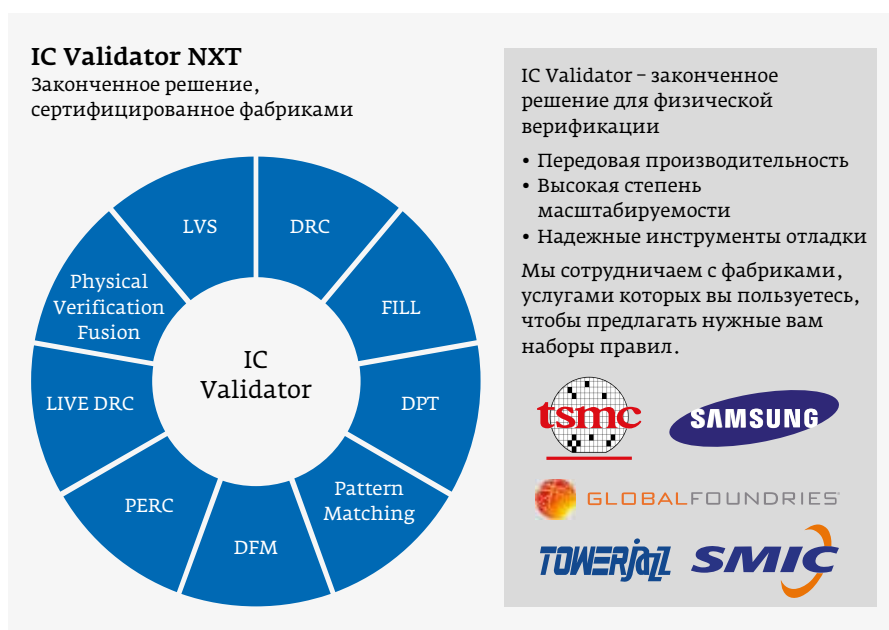 IC Validator NXT
Законченное решение,
сертифицированное фабриками
LVS
DRC
Physical
Verification
Fusion
FILL
IC
Validator
LIVE DRC
DPT
PERC
Pattern
Matching
DFM
IC Validator – законченное
решение для физической
верификации
• Передовая производительность
• Высокая степень
масштабируемости
• Надежные инструменты отладки
Мы сотрудничаем с фабриками,
услугами которых вы пользуетесь,
чтобы предлагать нужные вам
наборы правил.
tsmc
SAMSUNG
GLOBALFOUNDRIES
TOWERJAZZ
SMIC